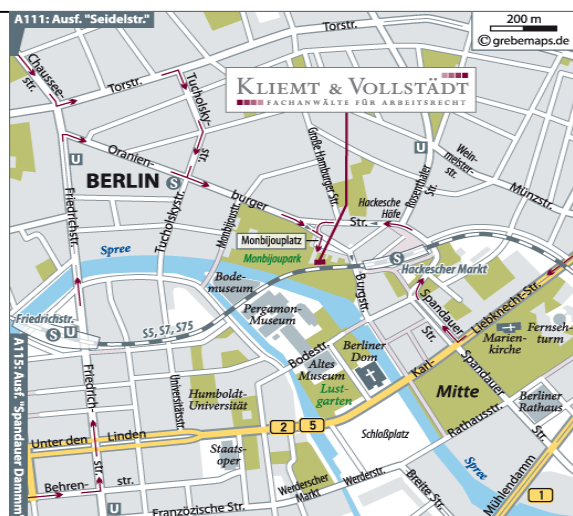 A111: Ausf. "Seidelstr."
200 m
© grebemaps.de
Torstr.
Chaussee-
str.
Torstr.
Tucholsky-
str.
KLIEMT & VOLLSTÄDT
FACHANWÄLTE FÜR ARBEITSRECHT
U
Oranien-
burger
Str.
Große Hamburger Str.
U
Wein-
meister-
str.
Rosenthaler
Str.
Münzstr.
BERLIN
S
Hackesche
Höfe
Friedrichstr.
Tucholskystr.
Monbijoustr.
Monbijouplatz
Monbijoupark
Spree
S
Hackescher Markt
Bode-
museum
Burgstr.
Spandauer
Str.
Karl-
Liebknecht-Str.
Pergamon-
Museum
Friedrichstr.
S U
S5, S7, S75
Marien-
kirche
Fernseh-
turm
Bodestr.
Altes
Museum
Berliner
Dom
Lust-
garten
A115: Ausf. "Spandauer Dammm
Friedrich-
str.
Universitätsstr.
Humboldt-
Universität
Mitte
Spandauer
Str.
Berliner
Rathaus
Rathausstr.
2
5
Unter den
Linden
Staats-
oper
Schloßplatz
Behren-
str.
Werderscher
Markt
Werderstr.
Breite Str.
Spree
Mühlendamm
1
U
Französische Str.